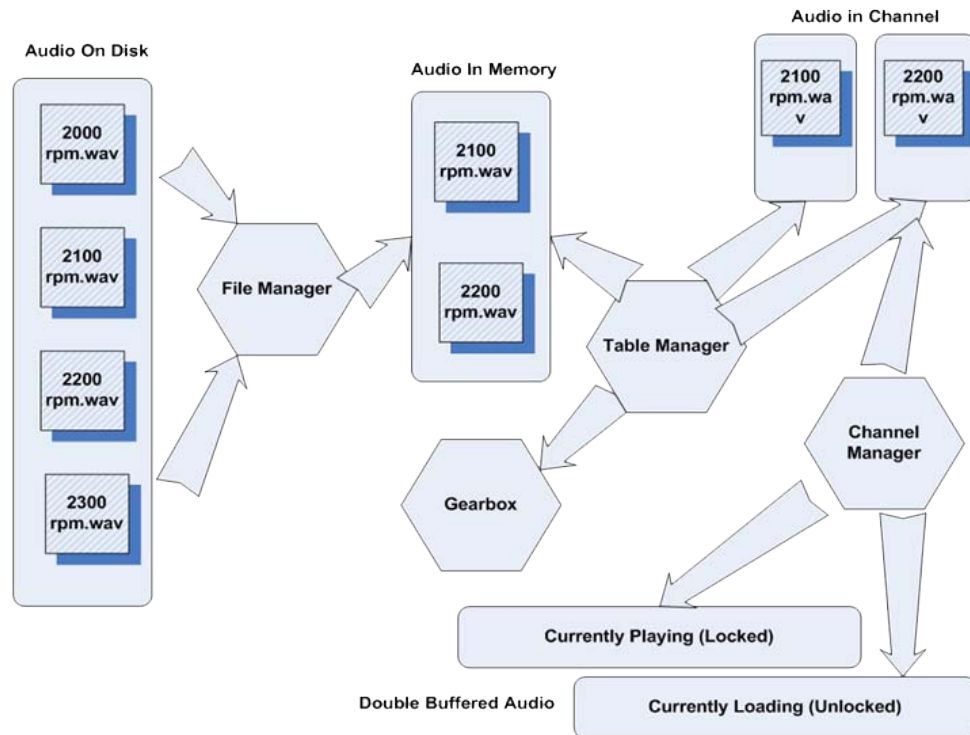 Audio On Disk
2000
rpm.wav
2100
rpm.wav
2200
rpm.wav
2300
rpm.wav
File Manager
Audio In Memory
2100
rpm.wav
2200
rpm.wav
Audio in Channel
2100
rpm.wa
v
2200
rpm.wa
v
Table Manager
Gearbox
Channel
Manager
Currently Playing (Locked)
Double Buffered Audio
Currently Loading (Unlocked)